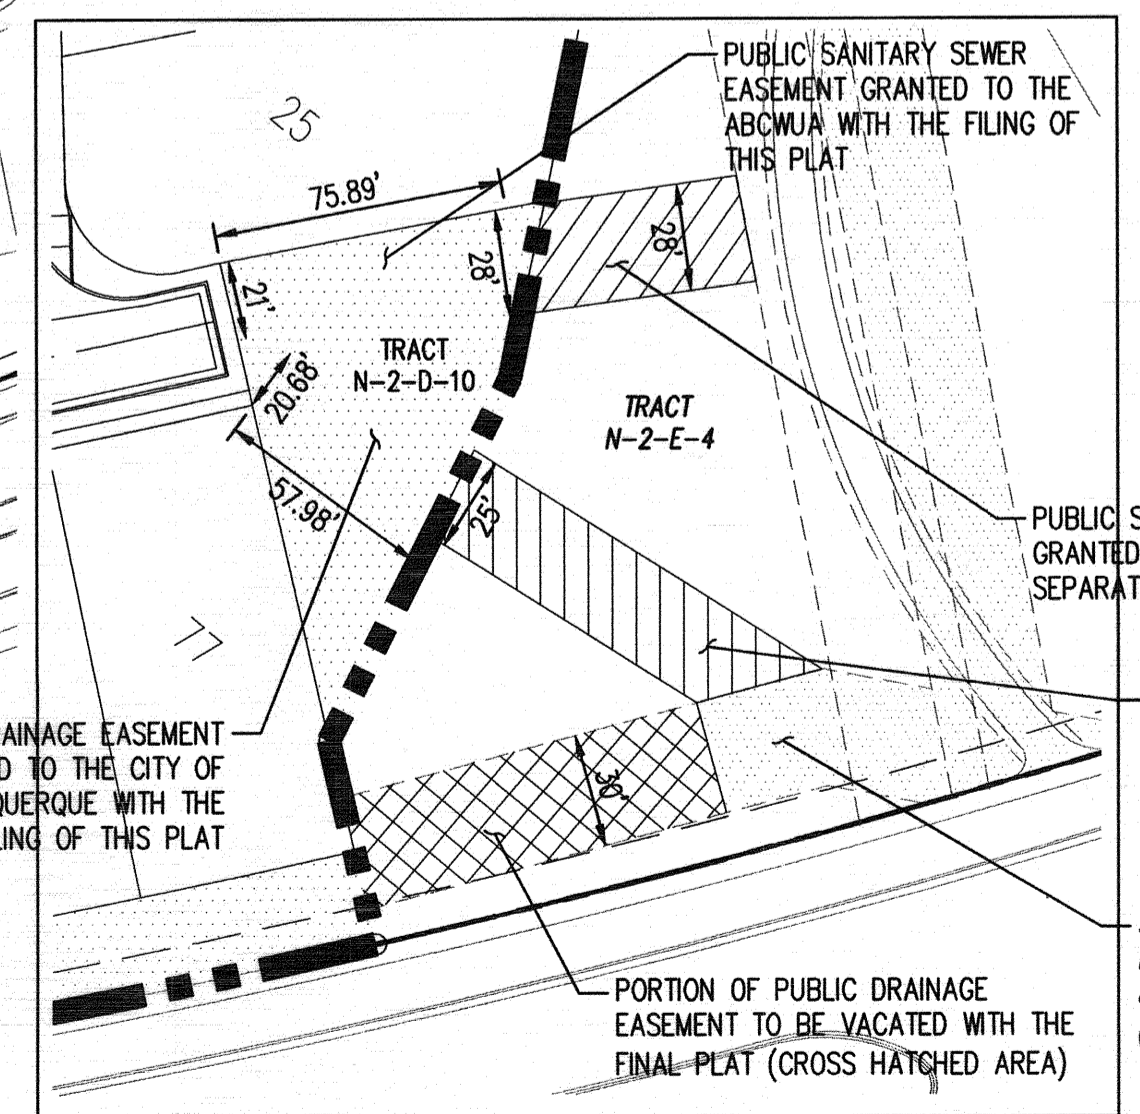 PUBLIC SANITARY SEWER
EASEMENT GRANTED TO THE
ABCWUA WITH THE FILING OF
THIS PLAT
25
75.89'
28'
28'
21'
TRACT
N-2-D-10
20.68'
TRACT
N-2-E-4
57.98'
25'
PUBLIC S
GRANTED
SEPARAT
77
AINAGE EASEMENT
D TO THE CITY OF
QUERQUE WITH THE
LING OF THIS PLAT
30'
PORTION OF PUBLIC DRAINAGE
EASEMENT TO BE VACATED WITH THE
FINAL PLAT (CROSS HATCHED AREA)